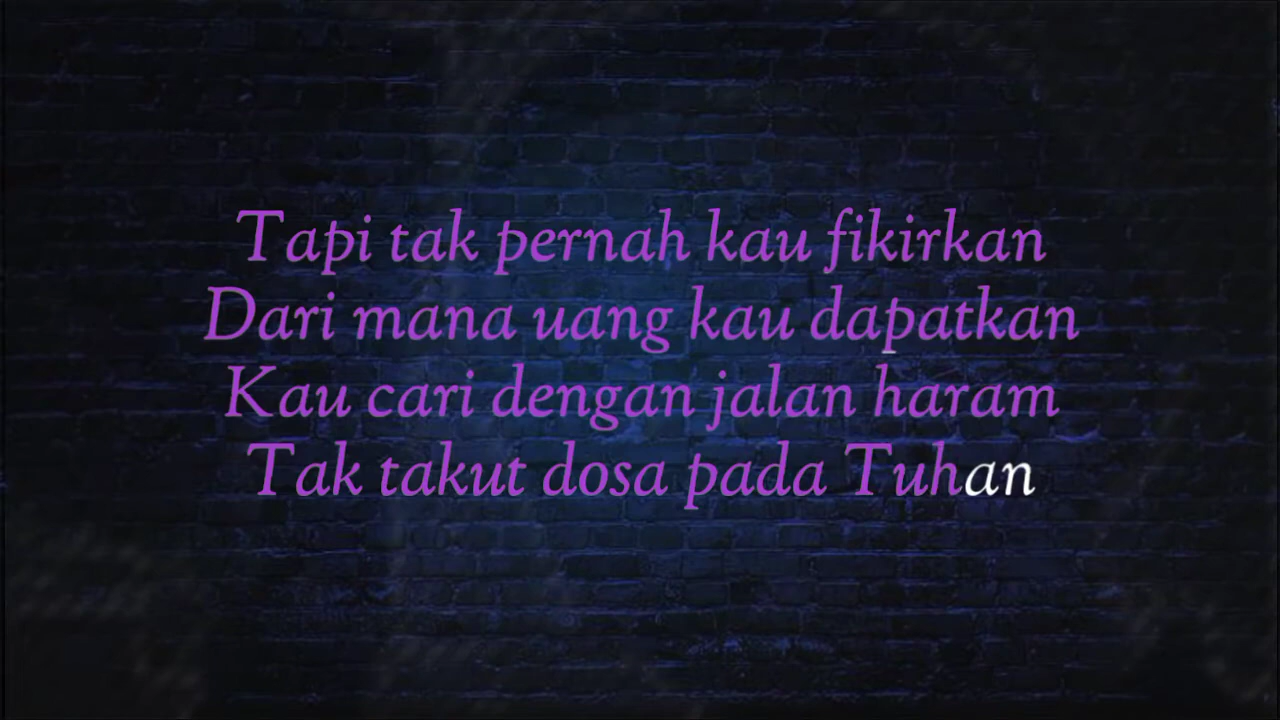 Tapi tak pernah kau fikirkan
Dari mana uang kau dapatkan
Kau cari dengan jalan haram
Tak takut dosa pada Tuhan